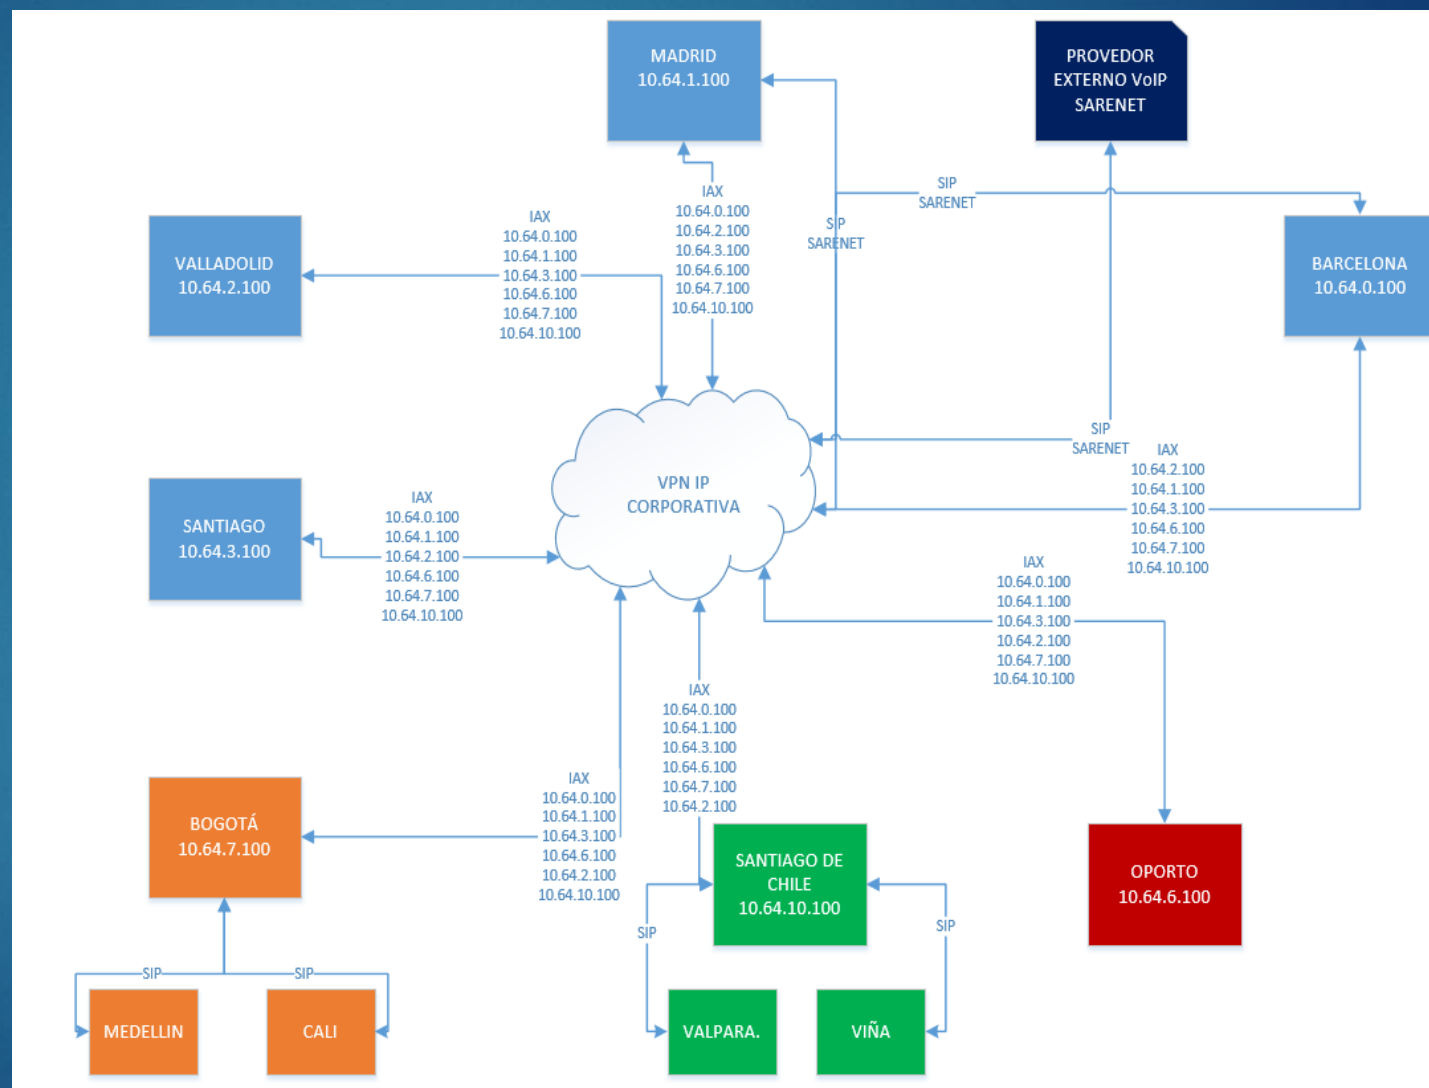 MADRID
10.64.1.100
PROVEDOR
EXTERNO VoIP
SARENET
IAX
10.64.0.100
10.64.2.100
10.64.3.100
10.64.6.100
10.64.7.100
10.64.10.100
SIP
SARENET
SIP
SARENET
VALLADOLID
10.64.2.100
IAX
10.64.0.100
10.64.1.100
10.64.3.100
10.64.6.100
10.64.7.100
10.64.10.100
BARCELONA
10.64.0.100
SIP
SARENET
IAX
10.64.2.100
10.64.1.100
10.64.3.100
10.64.6.100
10.64.7.100
10.64.10.100
VPN IP
CORPORATIVA
SANTIAGO
10.64.3.100
IAX
10.64.0.100
10.64.1.100
10.64.2.100
10.64.6.100
10.64.7.100
10.64.10.100
IAX
10.64.0.100
10.64.1.100
10.64.3.100
10.64.2.100
10.64.7.100
10.64.10.100
IAX
10.64.0.100
10.64.1.100
10.64.3.100
10.64.6.100
10.64.7.100
10.64.2.100
BOGOTÁ
10.64.7.100
IAX
10.64.0.100
10.64.1.100
10.64.3.100
10.64.6.100
10.64.2.100
10.64.10.100
SANTIAGO DE
CHILE
10.64.10.100
OPORTO
10.64.6.100
SIP
SIP
SIP
SIP
MEDELLIN
CALI
VALPARA.
VIÑA